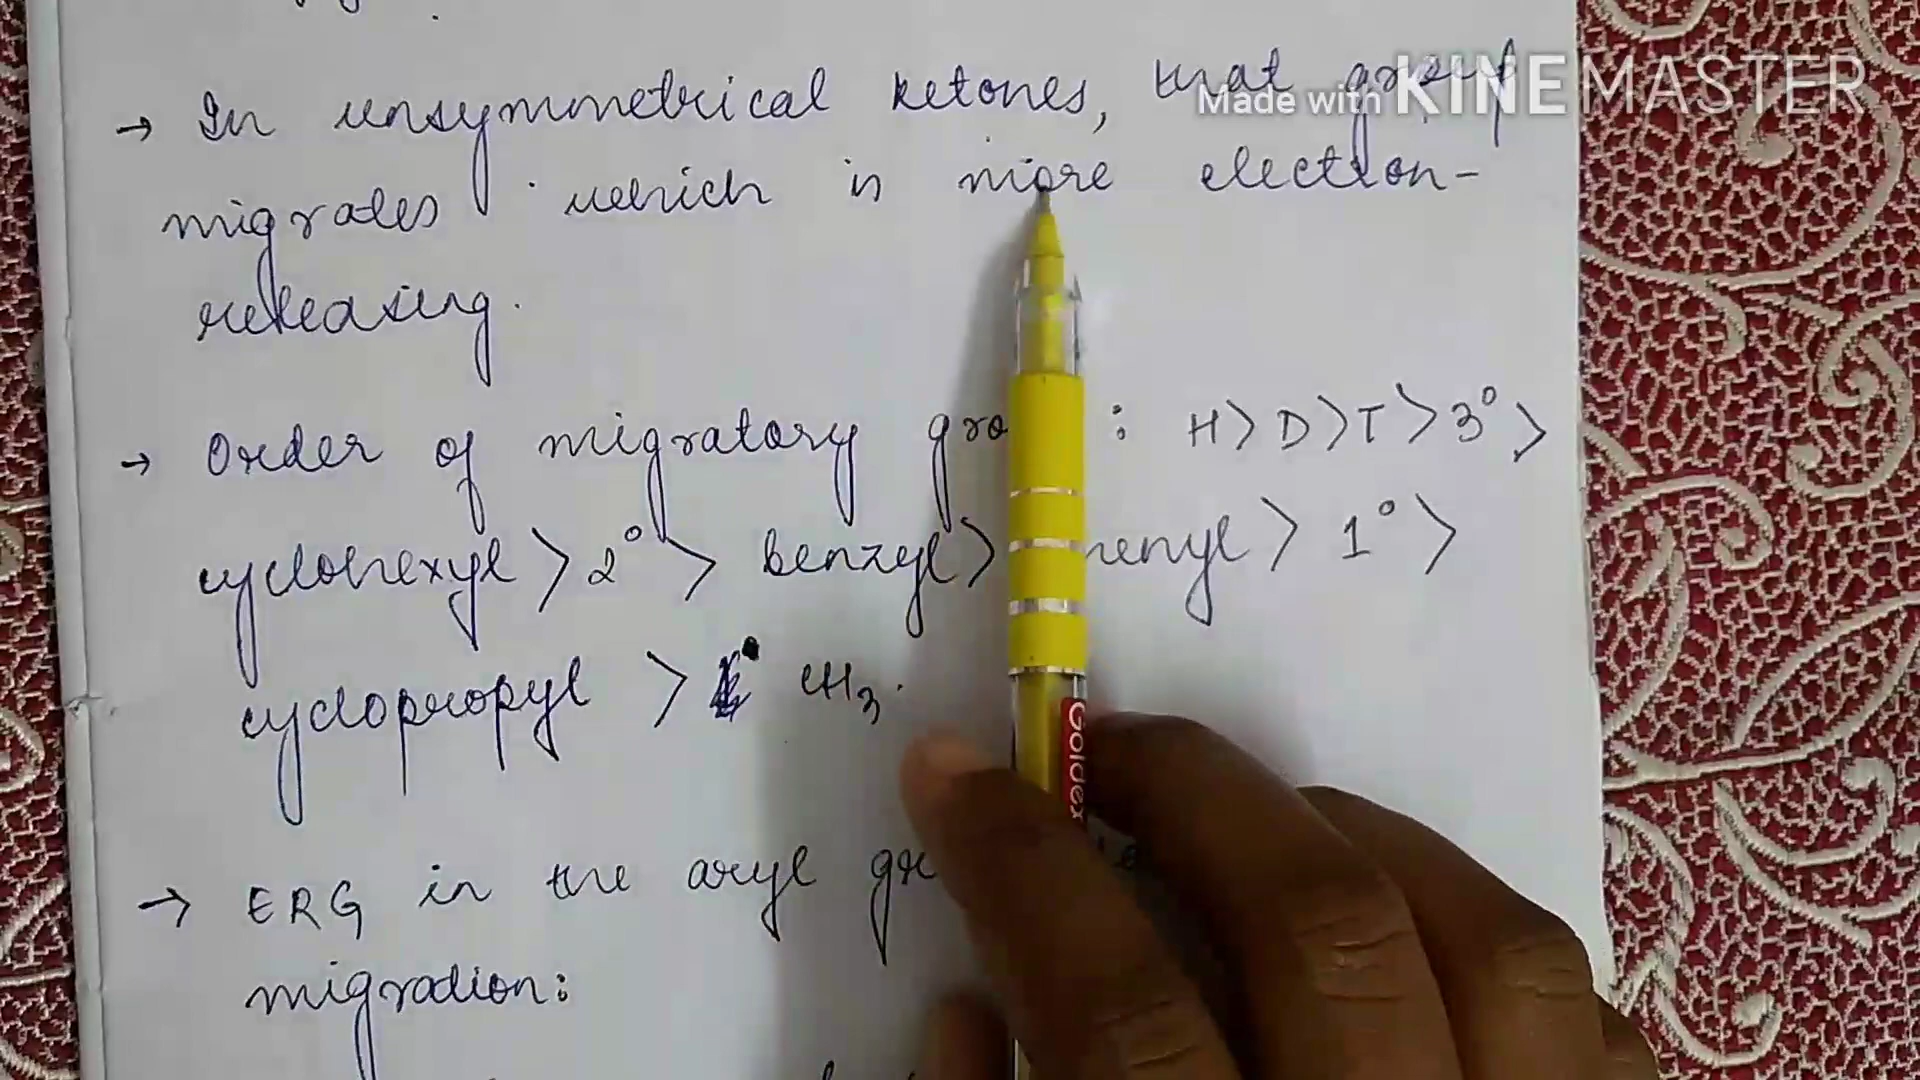 → In unsymmetrical ketones, that group
Made with KINEMASTER
migrates which is more electron-
releasing.
→ Order of migratory gro : H > D > T > 3° >
cyclohexyl > 2° > benzyl > henyl > 1° >
cyclopropyl > CH₃.
→ ERG in the aryl gr
migration:
Goldex